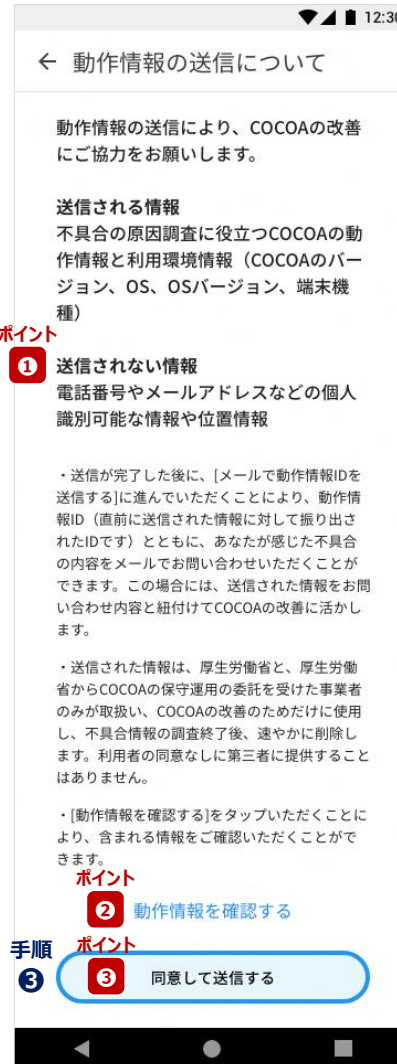 12:30
← 動作情報の送信について
動作情報の送信により、COCOAの改善
にご協力をお願いします。
送信される情報
不具合の原因調査に役立つCOCOAの動
作情報と利用環境情報（COCOAのバー
ジョン、OS、OSバージョン、端末機
種）
ポイント
❶
送信されない情報
電話番号やメールアドレスなどの個人
識別可能な情報や位置情報
・送信が完了した後に、[メールで動作情報IDを
送信する]に進んでいただくことにより、動作情
報ID（直前に送信された情報に対して振り出さ
れたIDです）とともに、あなたが感じた不具合
の内容をメールでお問い合わせいただくことが
できます。この場合には、送信された情報をお問
い合わせ内容と紐付けてCOCOAの改善に活かし
ます。
・送信された情報は、厚生労働省と、厚生労働
省からCOCOAの保守運用の委託を受けた事業者
のみが取扱い、COCOAの改善のためだけに使用
し、不具合情報の調査終了後、速やかに削除し
ます。利用者の同意なしに第三者に提供すること
はありません。
・[動作情報を確認する]をタップいただくことに
より、含まれる情報をご確認いただくことがで
きます。
ポイント
❷ 動作情報を確認する
手順 ポイント
❸ ❸ 同意して送信する